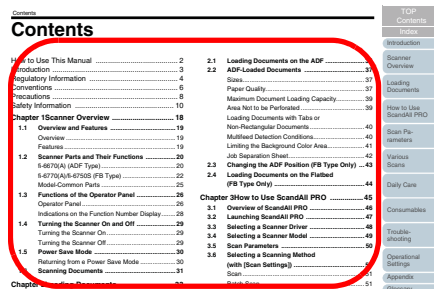 Contents
Contents
How to Use This Manual ... 2
Introduction ... 3
Regulatory Information ... 4
Conventions ... 6
Precautions ... 8
Safety Information ... 10
Chapter 1Scanner Overview ... 18
1.1 Overview and Features ... 19
Overview ... 19
Features ... 19
1.2 Scanner Parts and Their Functions ... 20
fi-6670(A) (ADF Type) ... 20
fi-6770(A)/fi-6750S (FB Type) ... 22
Model-Common Parts ... 25
1.3 Functions of the Operator Panel ... 26
Operator Panel ... 26
Indications on the Function Number Display ... 28
1.4 Turning the Scanner On and Off ... 29
Turning the Scanner On ... 29
Turning the Scanner Off ... 29
1.5 Power Save Mode ... 30
Returning from a Power Save Mode ... 30
Scanning Documents ... 31
2.1 Loading Documents on the ADF
2.2 ADF-Loaded Documents ... 37
Sizes ... 37
Paper Quality ... 37
Maximum Document Loading Capacity ... 39
Area Not to be Perforated ... 39
Loading Documents with Tabs or
Non-Rectangular Documents ... 40
Multifeed Detection Conditions ... 40
Limiting the Background Color Area ... 41
Job Separation Sheet ... 42
2.3 Changing the ADF Position (FB Type Only) .. 43
2.4 Loading Documents on the Flatbed
(FB Type Only) ... 44
Chapter 3How to Use ScandAll PRO ... 45
3.1 Overview of ScandAll PRO ... 46
3.2 Launching ScandAll PRO ... 47
3.3 Selecting a Scanner Driver ... 48
3.4 Selecting a Scanner Model ... 49
3.5 Scan Parameters ... 50
3.6 Selecting a Scanning Method
(with [Scan Settings])
Scan ... 51
... 51
TOP
Contents
Index
Introduction
Scanner
Overview
Loading
Documents
How to Use
ScandAll PRO
Scan Pa-
rameters
Various
Scans
Daily Care
Consumables
Trouble-
shooting
Operational
Settings
Appendix
Glossary